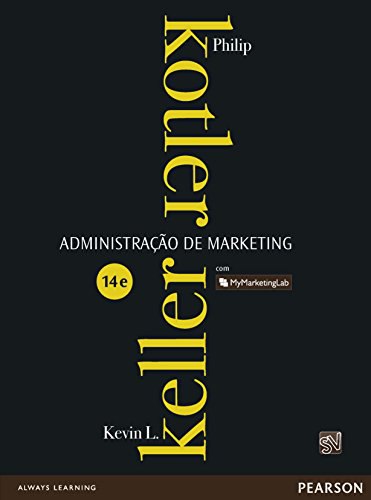 Philip
kotler
ADMINISTRAÇÃO DE MARKETING
14e
com
MyMarketingLab
keller
Kevin L.
SV
ALWAYS LEARNING
PEARSON